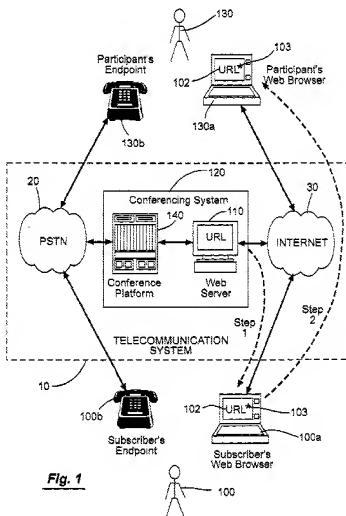 130
102
103
URL*
Participant's
Endpoint
Participant's
Web Browser
130b
130a
120
20
Conferencing System
30
140
110
PSTN
URL
INTERNET
Conference
Platform
Web
Server
Step
1
Step
2
TELECOMMUNICATION
SYSTEM
10
100b
102
URL*
103
100a
Subscriber's
Endpoint
Subscriber's
Web Browser
Fig. 1
100